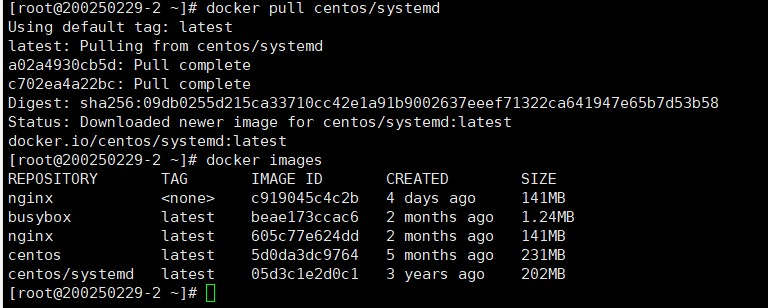 [root@200250229-2 ~]# docker pull centos/systemd
Using default tag: latest
latest: Pulling from centos/systemd
a02a4930cb5d: Pull complete
c702ea4a22bc: Pull complete
Digest: sha256:09db0255d215ca33710cc42e1a91b9002637eeef71322ca641947e65b7d53b58
Status: Downloaded newer image for centos/systemd:latest
docker.io/centos/systemd:latest
[root@200250229-2 ~]# docker images
REPOSITORY TAG IMAGE ID CREATED SIZE
nginx <none> c919045c4c2b 4 days ago 141MB
busybox latest beae173ccac6 2 months ago 1.24MB
nginx latest 605c77e624dd 2 months ago 141MB
centos latest 5d0da3dc9764 5 months ago 231MB
centos/systemd latest 05d3c1e2d0c1 3 years ago 202MB
[root@200250229-2 ~]#